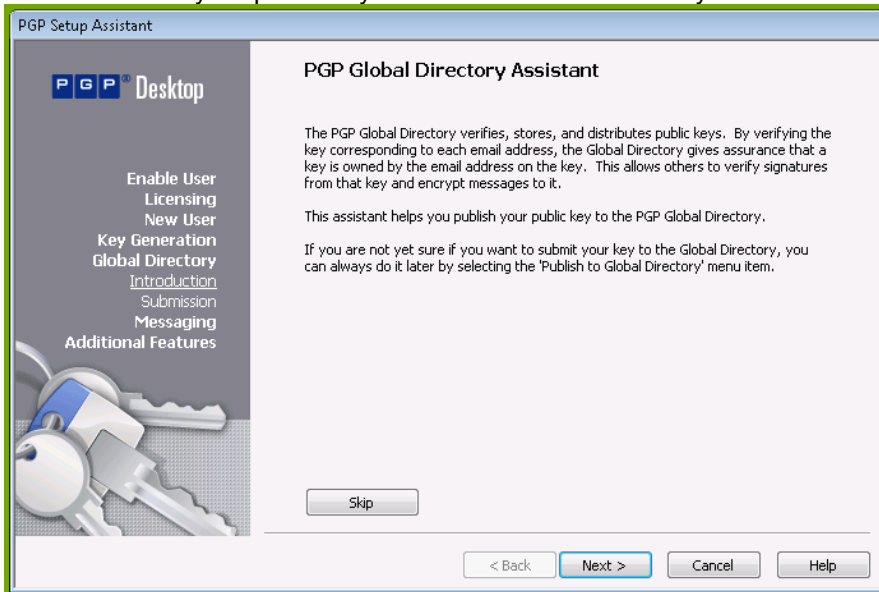 PGP Setup Assistant
PGP® Desktop
Enable User
Licensing
New User
Key Generation
Global Directory
Introduction
Submission
Messaging
Additional Features
PGP Global Directory Assistant
The PGP Global Directory verifies, stores, and distributes public keys. By verifying the
key corresponding to each email address, the Global Directory gives assurance that a
key is owned by the email address on the key. This allows others to verify signatures
from that key and encrypt messages to it.
This assistant helps you publish your public key to the PGP Global Directory.
If you are not yet sure if you want to submit your key to the Global Directory, you
can always do it later by selecting the 'Publish to Global Directory' menu item.
Skip
< Back
Next >
Cancel
Help